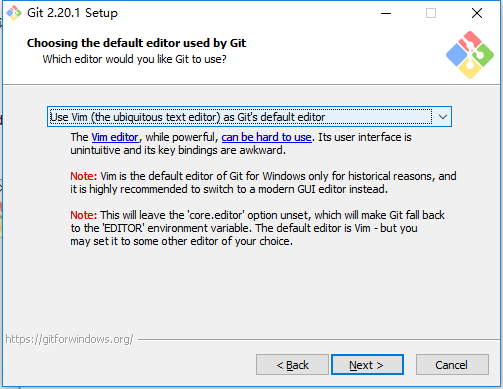 Git 2.20.1 Setup
Choosing the default editor used by Git
Which editor would you like Git to use?
Use Vim (the ubiquitous text editor) as Git's default editor
The Vim editor, while powerful, can be hard to use. Its user interface is
unintuitive and its key bindings are awkward.
Note: Vim is the default editor of Git for Windows only for historical reasons, and
it is highly recommended to switch to a modern GUI editor instead.
Note: This will leave the 'core.editor' option unset, which will make Git fall back
to the 'EDITOR' environment variable. The default editor is Vim - but you
may set it to some other editor of your choice.
https://gitforwindows.org/
< Back
Next >
Cancel